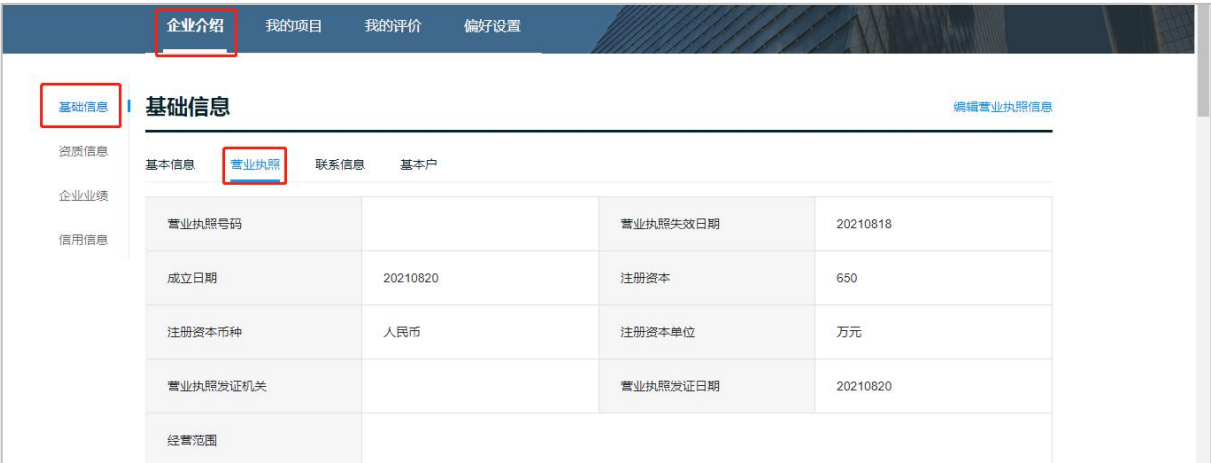 企业介绍 我的项目 我的评价 偏好设置
基础信息 基础信息 编辑营业执照信息
资质信息 基本信息 营业执照 联系信息 基本户
企业业绩
营业执照号码 营业执照失效日期 20210818
信用信息
成立日期 20210820 注册资本 650
注册资本币种 人民币 注册资本单位 万元
营业执照发证机关 营业执照发证日期 20210820
经营范围